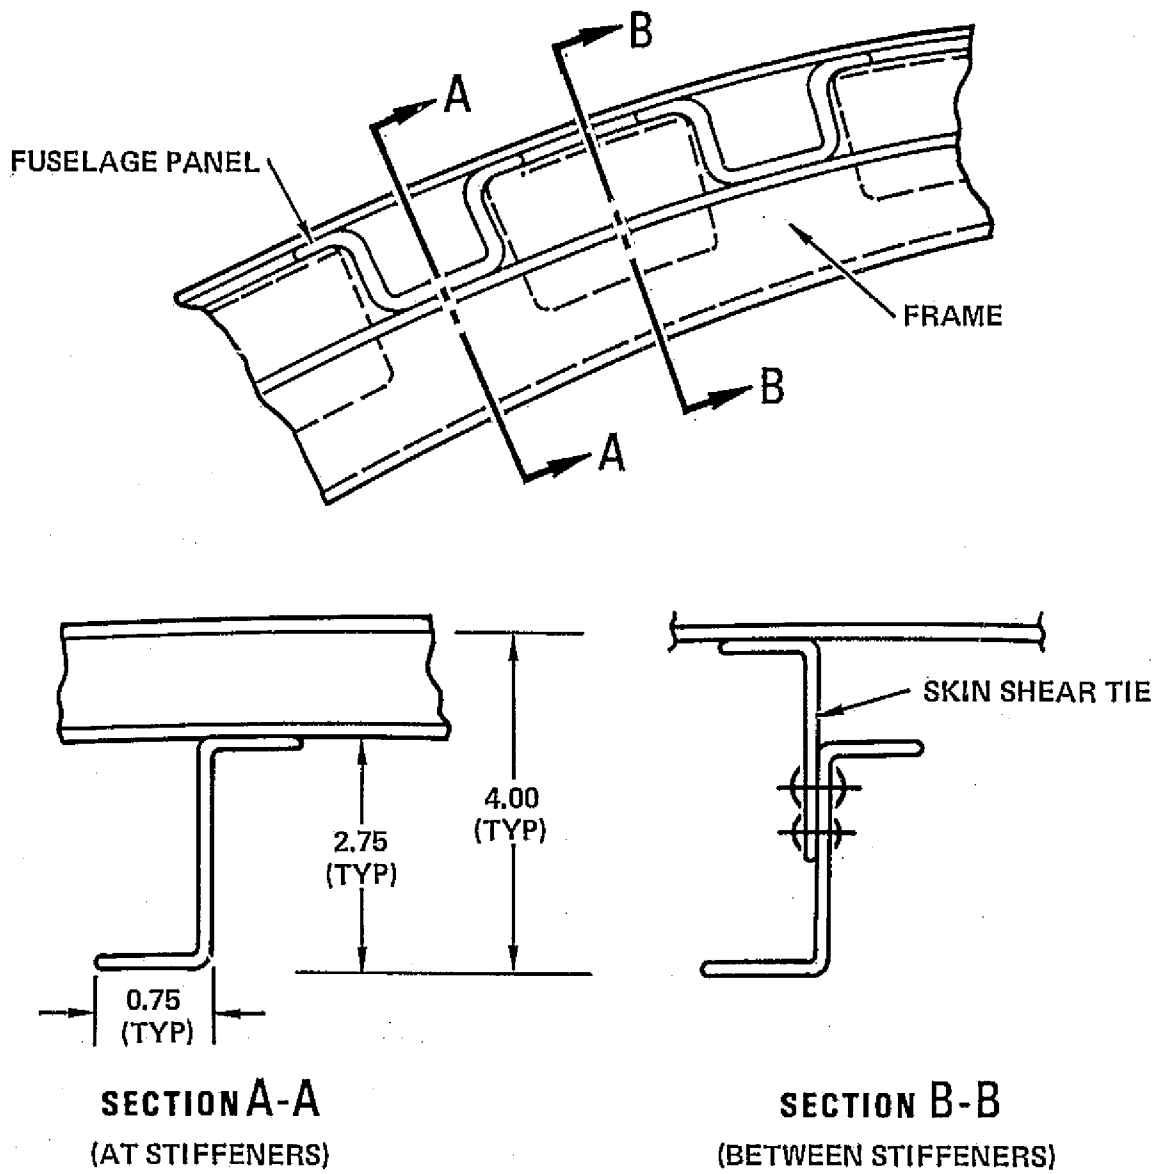 B
A
FUSELAGE PANEL
FRAME
B
A
SKIN SHEAR TIE
4.00
(TYP)
2.75
(TYP)
0.75
(TYP)
SECTION A-A
(AT STIFFENERS)
SECTION B-B
(BETWEEN STIFFENERS)